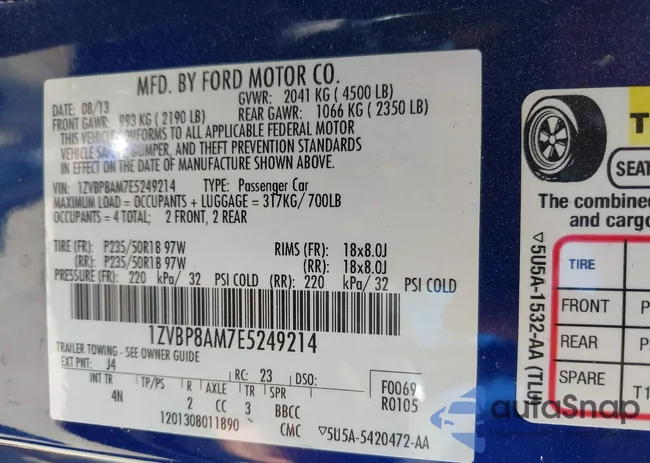 MFD. BY FORD MOTOR CO.
DATE: 08/13 GVWR: 2041 KG ( 4500 LB)
FRONT GAWR: 993 KG ( 2190 LB) REAR GAWR: 1066 KG ( 2350 LB)
THIS VEHICLE CONFORMS TO ALL APPLICABLE FEDERAL MOTOR
VEHICLE SAFETY, BUMPER, AND THEFT PREVENTION STANDARDS
IN EFFECT ON THE DATE OF MANUFACTURE SHOWN ABOVE.
VIN: 1ZVBP8AM7E5249214 TYPE: Passenger Car
MAXIMUM LOAD = OCCUPANTS + LUGGAGE = 317KG/ 700LB
OCCUPANTS = 4 TOTAL; 2 FRONT, 2 REAR
TIRE (FR): P235/50R18 97W RIMS (FR): 18x8.0J
(RR): P235/50R18 97W (RR): 18x8.0J
PRESSURE (FR): 220 kPa/ 32 PSI COLD (RR): 220 kPa/ 32 PSI COLD
1ZVBP8AM7E5249214
TRAILER TOWING - SEE OWNER GUIDE
EXT PNT: J4 RC: 23 DSO: F0069
INT TR TP/PS R AXLE TR SPR R0105
4N 2 CC 3 BBCC
1201308011890 CMC ▽5U5A-5420472-AA
T
SEAT
The combined
and cargo
TIRE
FRONT P
REAR P
SPARE T1
▽5U5A-1532-AA (TLU)
autoSnap